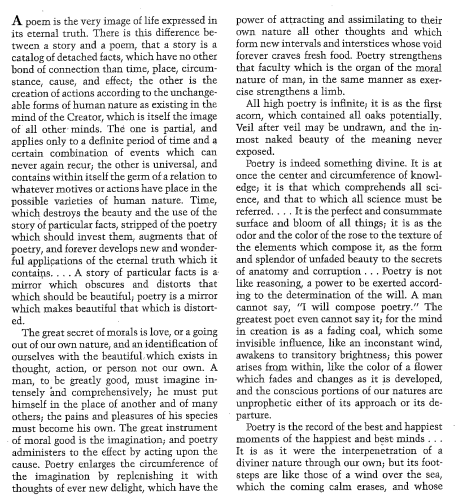 A poem is the very image of life expressed in
its eternal truth. There is this difference be-
tween a story and a poem, that a story is a
catalog of detached facts, which have no other
bond of connection than time, place, circum-
stance, cause, and effect; the other is the
creation of actions according to the unchange-
able forms of human nature as existing in the
mind of the Creator, which is itself the image
of all other minds. The one is partial, and
applies only to a definite period of time and a
certain combination of events which can
never again recur; the other is universal, and
contains within itself the germ of a relation to
whatever motives or actions have place in the
possible varieties of human nature. Time,
which destroys the beauty and the use of the
story of particular facts, stripped of the poetry
which should invest them, augments that of
poetry, and forever develops new and wonder-
ful applications of the eternal truth which it
contains. . . . A story of particular facts is a
mirror which obscures and distorts that
which should be beautiful; poetry is a mirror
which makes beautiful that which is distort-
ed.
The great secret of morals is love, or a going
out of our own nature, and an identification of
ourselves with the beautiful which exists in
thought, action, or person not our own. A
man, to be greatly good, must imagine in-
tensely and comprehensively; he must put
himself in the place of another and of many
others; the pains and pleasures of his species
must become his own. The great instrument
of moral good is the imagination; and poetry
administers to the effect by acting upon the
cause. Poetry enlarges the circumference of
the imagination by replenishing it with
thoughts of ever new delight, which have the
power of attracting and assimilating to their
own nature all other thoughts and which
form new intervals and interstices whose void
forever craves fresh food. Poetry strengthens
that faculty which is the organ of the moral
nature of man, in the same manner as exer-
cise strengthens a limb.
All high poetry is infinite; it is as the first
acorn, which contained all oaks potentially.
Veil after veil may be undrawn, and the in-
most naked beauty of the meaning never
exposed.
Poetry is indeed something divine. It is at
once the center and circumference of knowl-
edge; it is that which comprehends all sci-
ence, and that to which all science must be
referred. . . . It is the perfect and consummate
surface and bloom of all things; it is as the
odor and the color of the rose to the texture of
the elements which compose it, as the form
and splendor of unfaded beauty to the secrets
of anatomy and corruption . . . Poetry is not
like reasoning, a power to be exerted accord-
ing to the determination of the will. A man
cannot say, "I will compose poetry." The
greatest poet even cannot say it; for the mind
in creation is as a fading coal, which some
invisible influence, like an inconstant wind,
awakens to transitory brightness; this power
arises from within, like the color of a flower
which fades and changes as it is developed,
and the conscious portions of our natures are
unprophetic either of its approach or its de-
parture.
Poetry is the record of the best and happiest
moments of the happiest and best minds . . .
It is as it were the interpenetration of a
diviner nature through our own; but its foot-
steps are like those of a wind over the sea,
which the coming calm erases, and whose